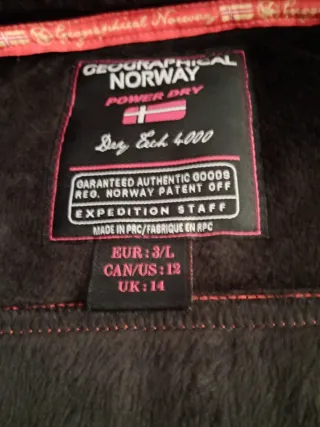 Geographical Norway
GEOGRAPHICAL
NORWAY
POWER DRY
Dry Tech 4000
GARANTEED AUTHENTIC GOODS
REG. NORWAY PATENT OFF
EXPEDITION STAFF
MADE IN PRC/FABRIQUÉ EN RPC
EUR: 3/L
CAN/US: 12
UK: 14